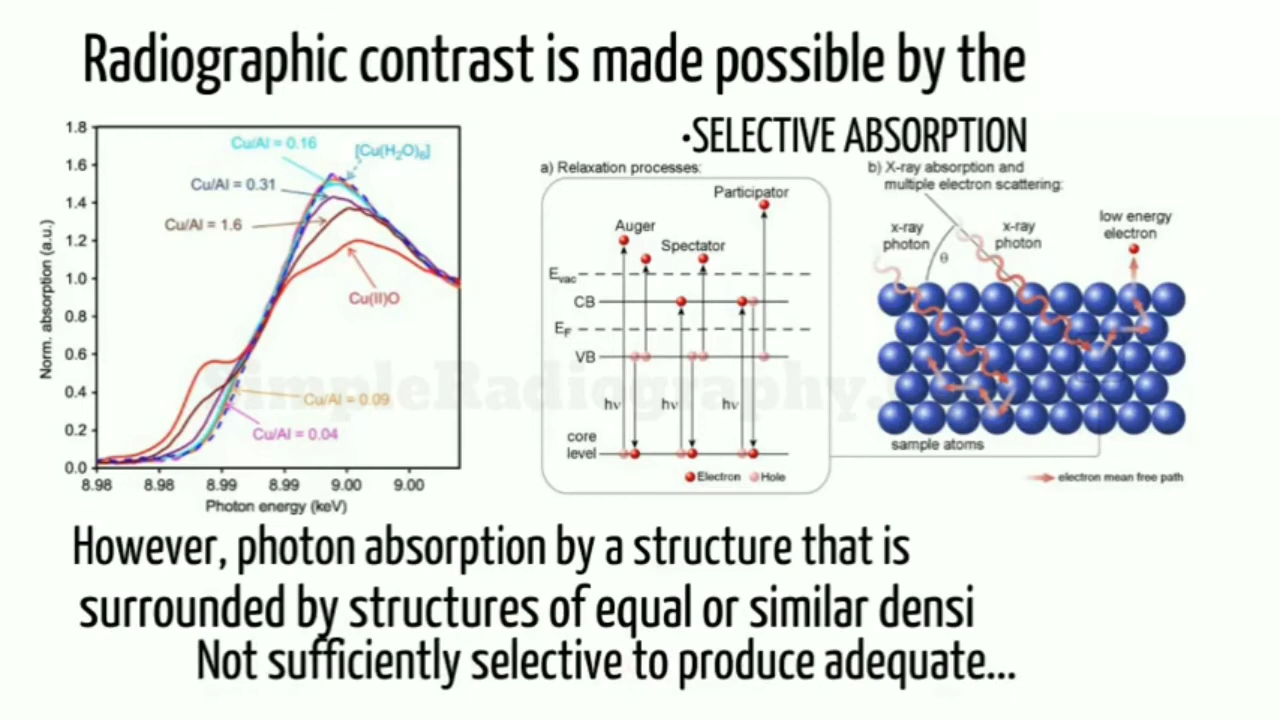 Radiographic contrast is made possible by the
•SELECTIVE ABSORPTION
1.8
1.6
1.4
1.2
1.0
0.8
0.6
0.4
0.2
0.0
Norm. absorption (a.u.)
Cu/Al = 0.16
[Cu(H2O)6]
Cu/Al = 0.31
Cu/Al = 1.6
Cu(II)O
Cu/Al = 0.09
Cu/Al = 0.04
8.98 8.98 8.99 8.99 9.00 9.00
Photon energy (keV)
a) Relaxation processes:
Participator
Auger
Spectator
Evac
CB
EF
VB
hν hν hν
core
level
Electron Hole
b) X-ray absorption and
multiple electron scattering:
x-ray
photon
θ
x-ray
photon
low energy
electron
sample atoms
electron mean free path
SimpleRadiography.
However, photon absorption by a structure that is
surrounded by structures of equal or similar densi
Not sufficiently selective to produce adequate...